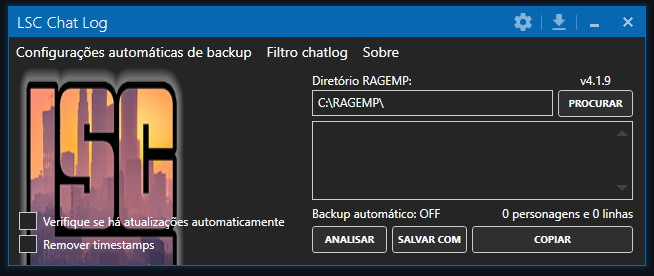 LSC Chat Log
Configurações automáticas de backup Filtro chatlog Sobre
LSC
Diretório RAGEMP: v4.1.9
C:\RAGEMP\ PROCURAR
Verifique se há atualizações automaticamente
Remover timestamps
Backup automático: OFF 0 personagens e 0 linhas
ANALISAR SALVAR COM COPIAR